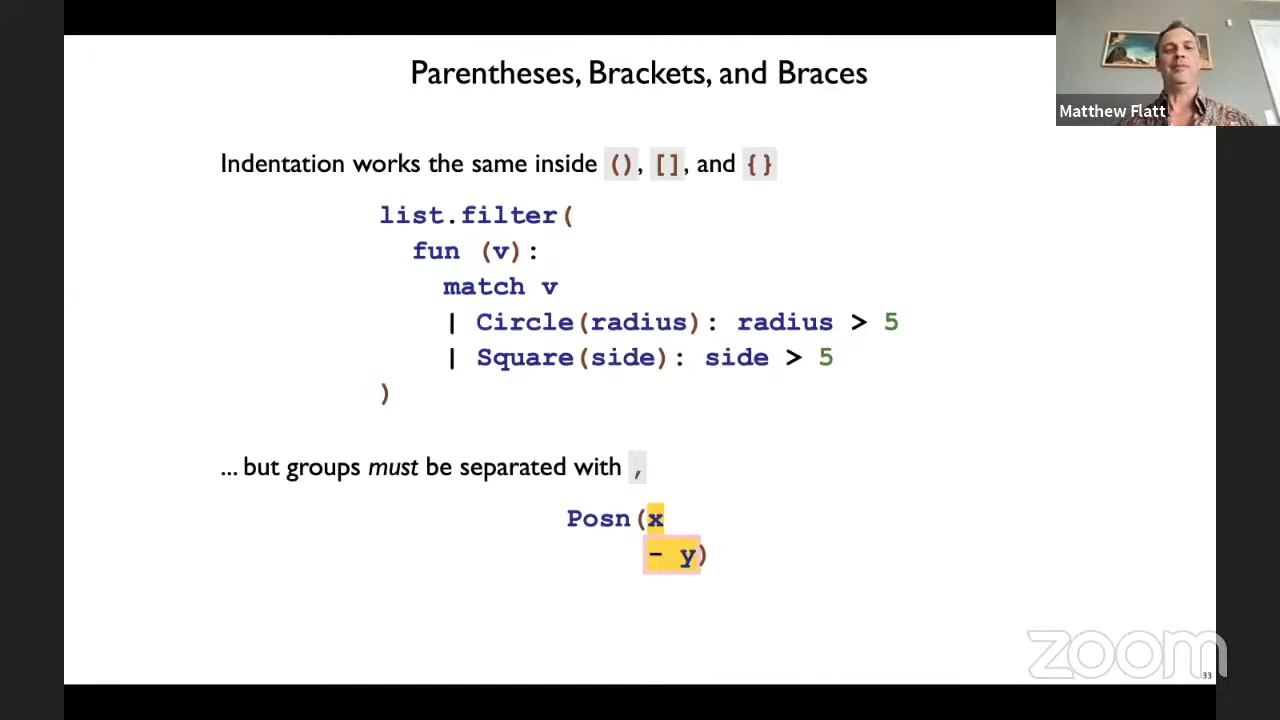 Parentheses, Brackets, and Braces
Matthew Flatt
Indentation works the same inside (), [], and {}
list.filter(
  fun (v):
    match v
    | Circle(radius): radius > 5
    | Square(side): side > 5
)
... but groups must be separated with ,
Posn(x
     - y)
zoom
33